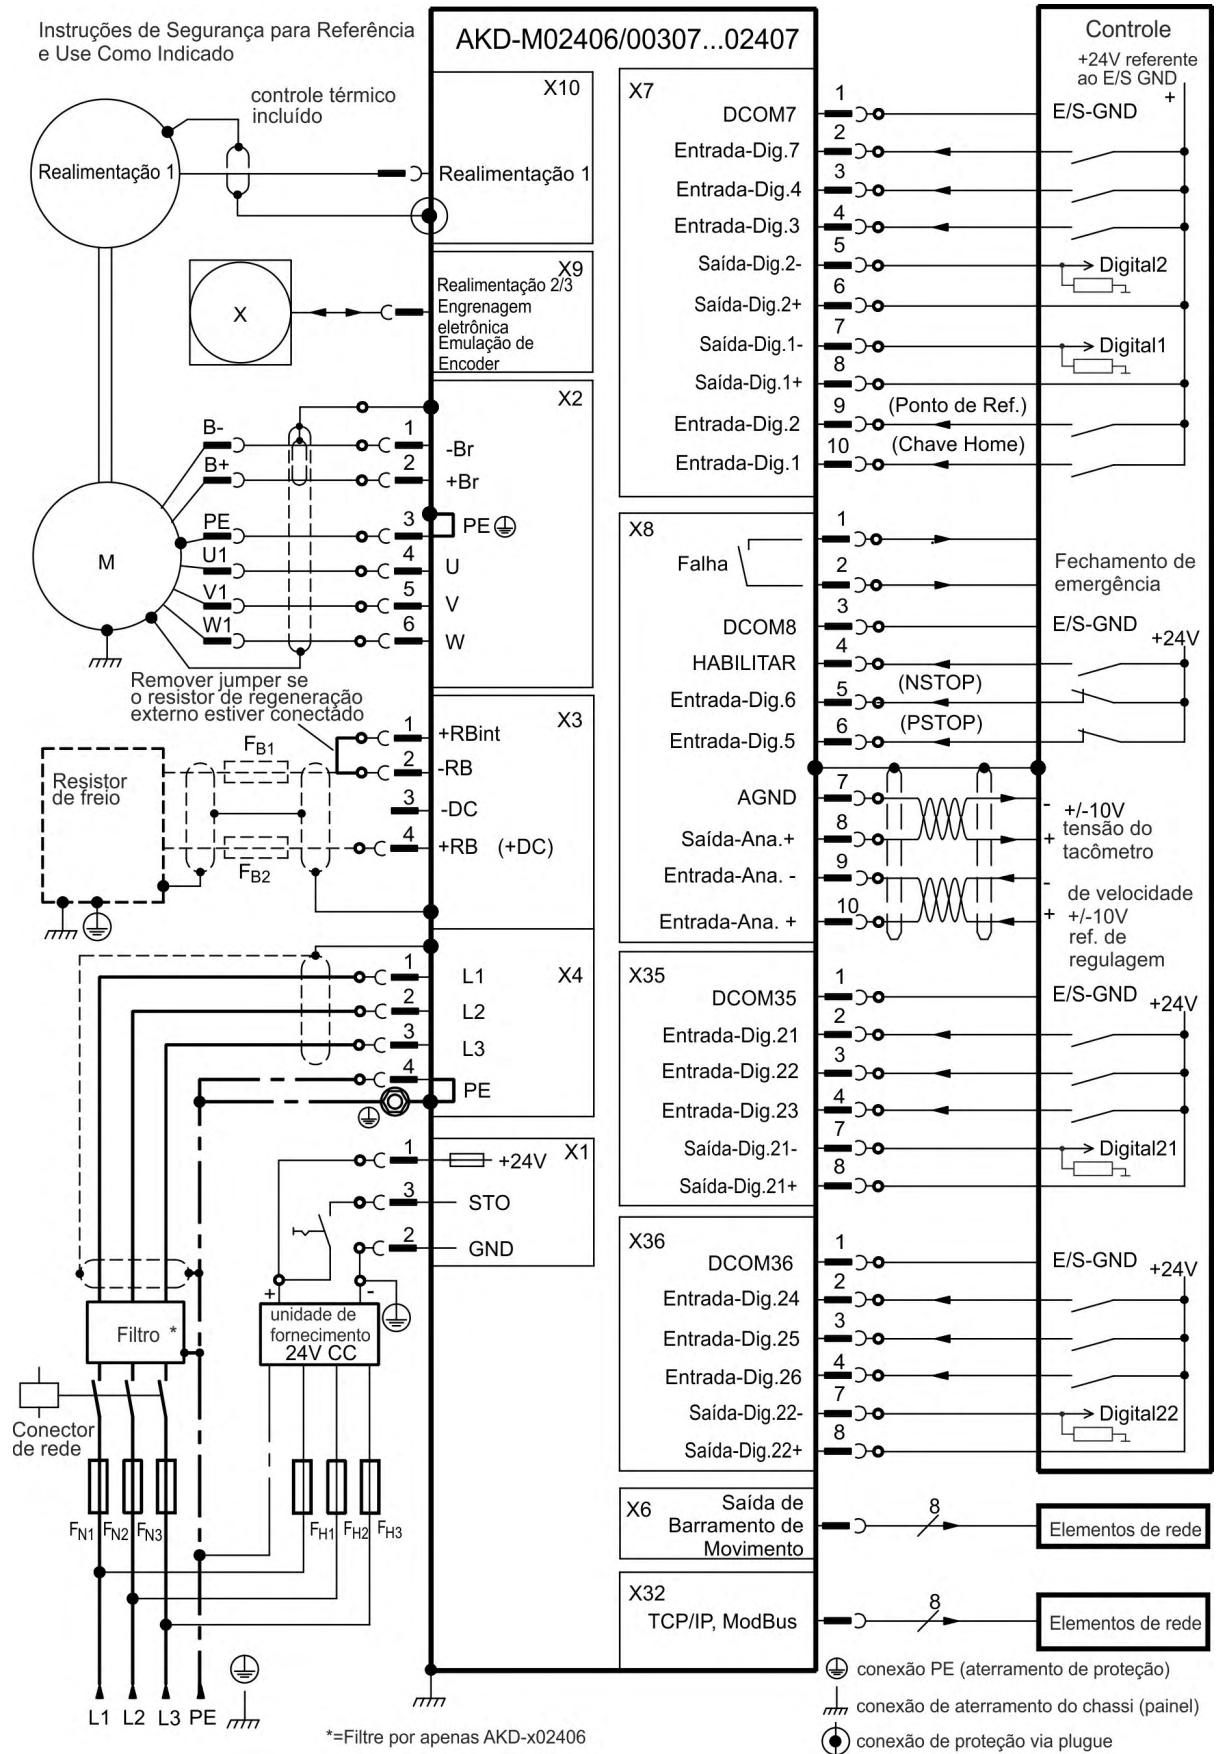 Instruções de Segurança para Referência
e Use Como Indicado
AKD-M02406/00307...02407
X10
controle térmico
incluído
Realimentação 1
Realimentação 1
X9
Realimentação 2/3
Engrenagem
eletrônica
Emulação de
Encoder
X
X2
B-
1
-Br
B+
2
+Br
PE
3
PE
M
U1
4
U
V1
5
V
W1
6
W
Remover jumper se
o resistor de regeneração
externo estiver conectado
X3
1
+RBint
FB1
2
-RB
Resistor
de freio
3
-DC
4
+RB (+DC)
FB2
X4
1
L1
2
L2
3
L3
4
PE
X1
1
+24V
3
STO
2
GND
+
-
unidade de
fornecimento
24V CC
Filtro *
Conector
de rede
FN1
FN2
FN3
FH1
FH2
FH3
L1
L2
L3
PE
*=Filtre por apenas AKD-x02406
X7
DCOM7
1
Entrada-Dig.7
2
Entrada-Dig.4
3
Entrada-Dig.3
4
Saída-Dig.2-
5
Saída-Dig.2+
6
Saída-Dig.1-
7
Saída-Dig.1+
8
Entrada-Dig.2
9
(Ponto de Ref.)
Entrada-Dig.1
10
(Chave Home)
Controle
+24V referente
ao E/S GND
+
E/S-GND
Digital2
Digital1
X8
1
Falha
2
Fechamento de
emergência
3
DCOM8
E/S-GND
+24V
4
HABILITAR
Entrada-Dig.6
5
(NSTOP)
Entrada-Dig.5
6
(PSTOP)
AGND
7
Saída-Ana.+
8
Entrada-Ana. -
9
Entrada-Ana. +
10
- +/-10V
tensão do
+ tacômetro
-
de velocidade
+ +/-10V
ref. de
regulagem
X35
DCOM35
1
E/S-GND
+24V
Entrada-Dig.21
2
Entrada-Dig.22
3
Entrada-Dig.23
4
Saída-Dig.21-
7
Digital21
Saída-Dig.21+
8
X36
DCOM36
1
E/S-GND
+24V
Entrada-Dig.24
2
Entrada-Dig.25
3
Entrada-Dig.26
4
Saída-Dig.22-
7
Digital22
Saída-Dig.22+
8
X6
Saída de
Barramento de
Movimento
8
Elementos de rede
X32
TCP/IP, ModBus
8
Elementos de rede
conexão PE (aterramento de proteção)
conexão de aterramento do chassi (painel)
conexão de proteção via plugue